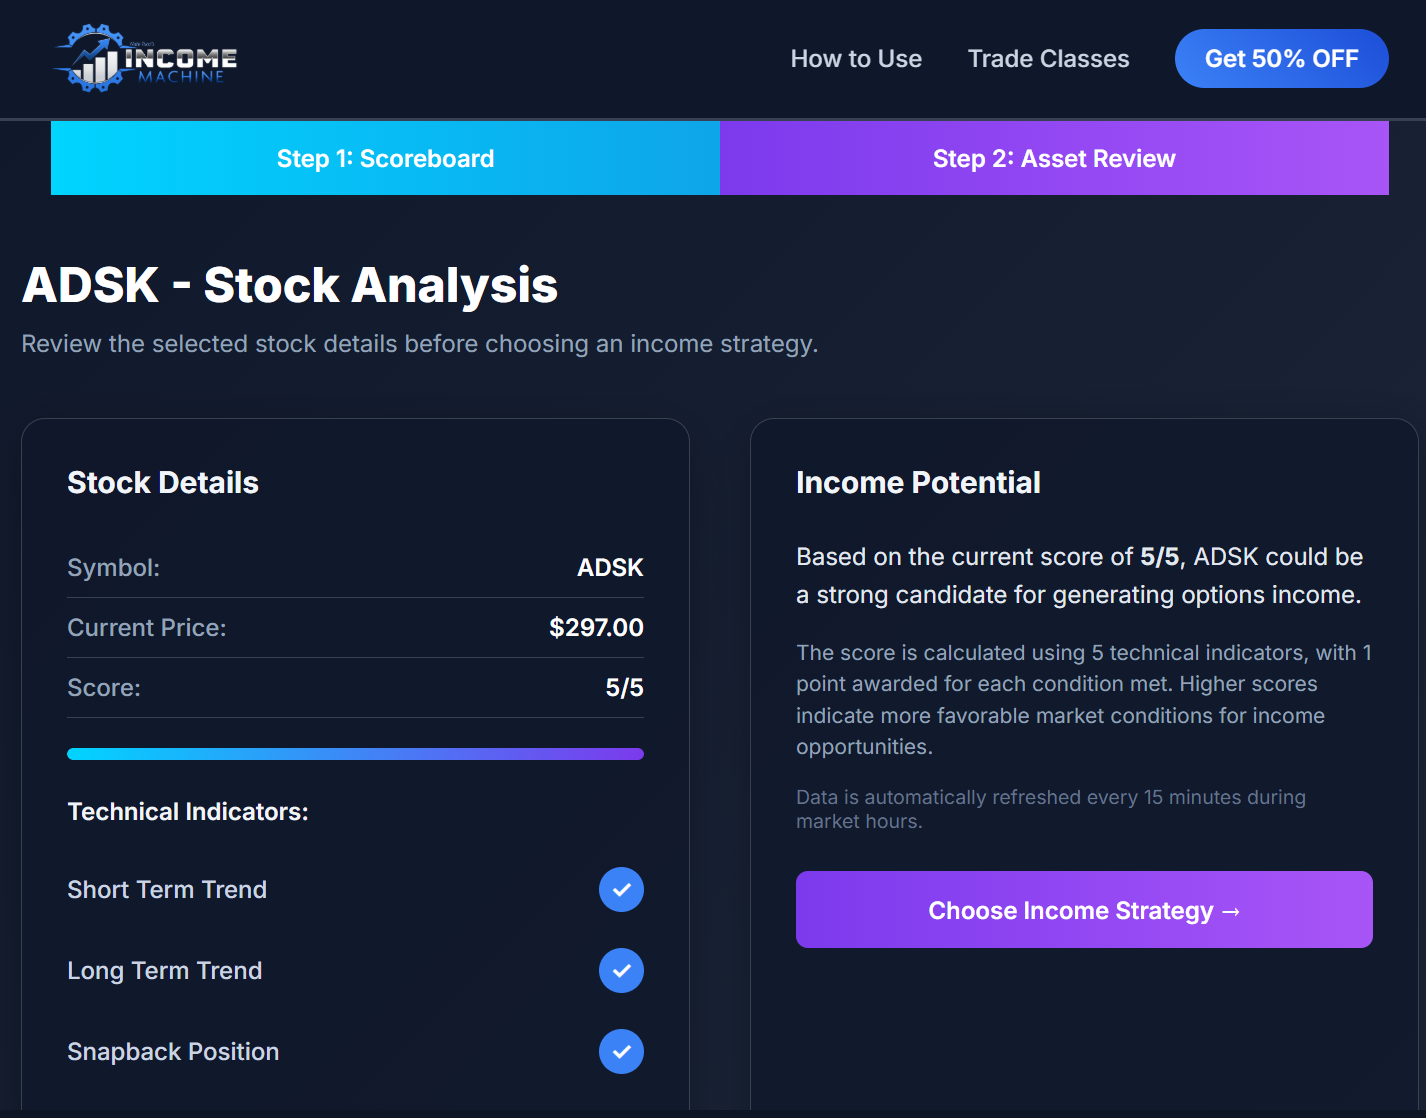 INCOME
MACHINE
How to Use
Trade Classes
Get 50% OFF
Step 1: Scoreboard
Step 2: Asset Review
ADSK - Stock Analysis
Review the selected stock details before choosing an income strategy.
Stock Details
Symbol:
ADSK
Current Price:
$297.00
Score:
5/5
Technical Indicators:
Short Term Trend
Long Term Trend
Snapback Position
Income Potential
Based on the current score of 5/5, ADSK could be
a strong candidate for generating options income.
The score is calculated using 5 technical indicators, with 1
point awarded for each condition met. Higher scores
indicate more favorable market conditions for income
opportunities.
Data is automatically refreshed every 15 minutes during
market hours.
Choose Income Strategy →